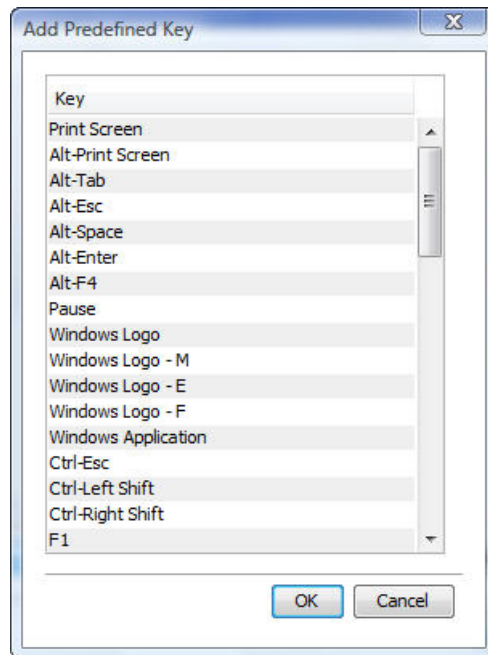 Add Predefined Key
Key
Print Screen
Alt-Print Screen
Alt-Tab
Alt-Esc
Alt-Space
Alt-Enter
Alt-F4
Pause
Windows Logo
Windows Logo - M
Windows Logo - E
Windows Logo - F
Windows Application
Ctrl-Esc
Ctrl-Left Shift
Ctrl-Right Shift
F1
OK Cancel